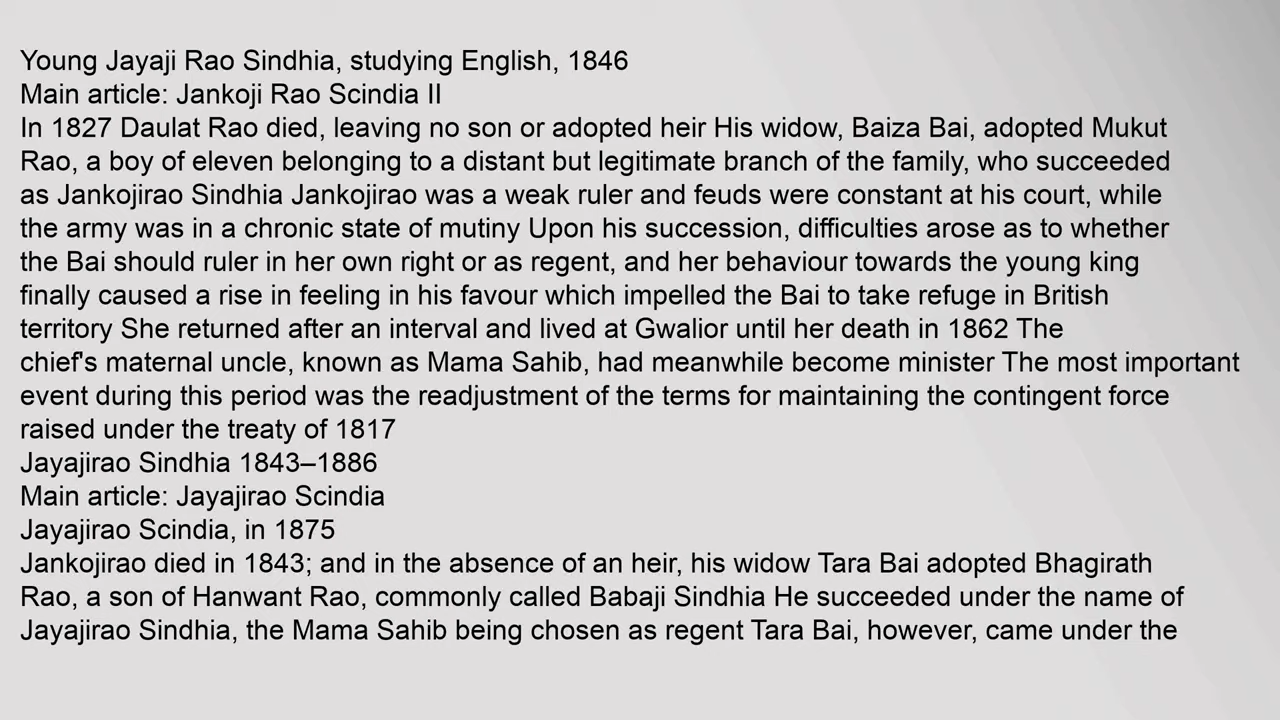 Young Jayaji Rao Sindhia, studying English, 1846
Main article: Jankoji Rao Scindia II
In 1827 Daulat Rao died, leaving no son or adopted heir His widow, Baiza Bai, adopted Mukut
Rao, a boy of eleven belonging to a distant but legitimate branch of the family, who succeeded
as Jankojirao Sindhia Jankojirao was a weak ruler and feuds were constant at his court, while
the army was in a chronic state of mutiny Upon his succession, difficulties arose as to whether
the Bai should ruler in her own right or as regent, and her behaviour towards the young king
finally caused a rise in feeling in his favour which impelled the Bai to take refuge in British
territory She returned after an interval and lived at Gwalior until her death in 1862 The
chief's maternal uncle, known as Mama Sahib, had meanwhile become minister The most important
event during this period was the readjustment of the terms for maintaining the contingent force
raised under the treaty of 1817
Jayajirao Sindhia 1843–1886
Main article: Jayajirao Scindia
Jayajirao Scindia, in 1875
Jankojirao died in 1843; and in the absence of an heir, his widow Tara Bai adopted Bhagirath
Rao, a son of Hanwant Rao, commonly called Babaji Sindhia He succeeded under the name of
Jayajirao Sindhia, the Mama Sahib being chosen as regent Tara Bai, however, came under the